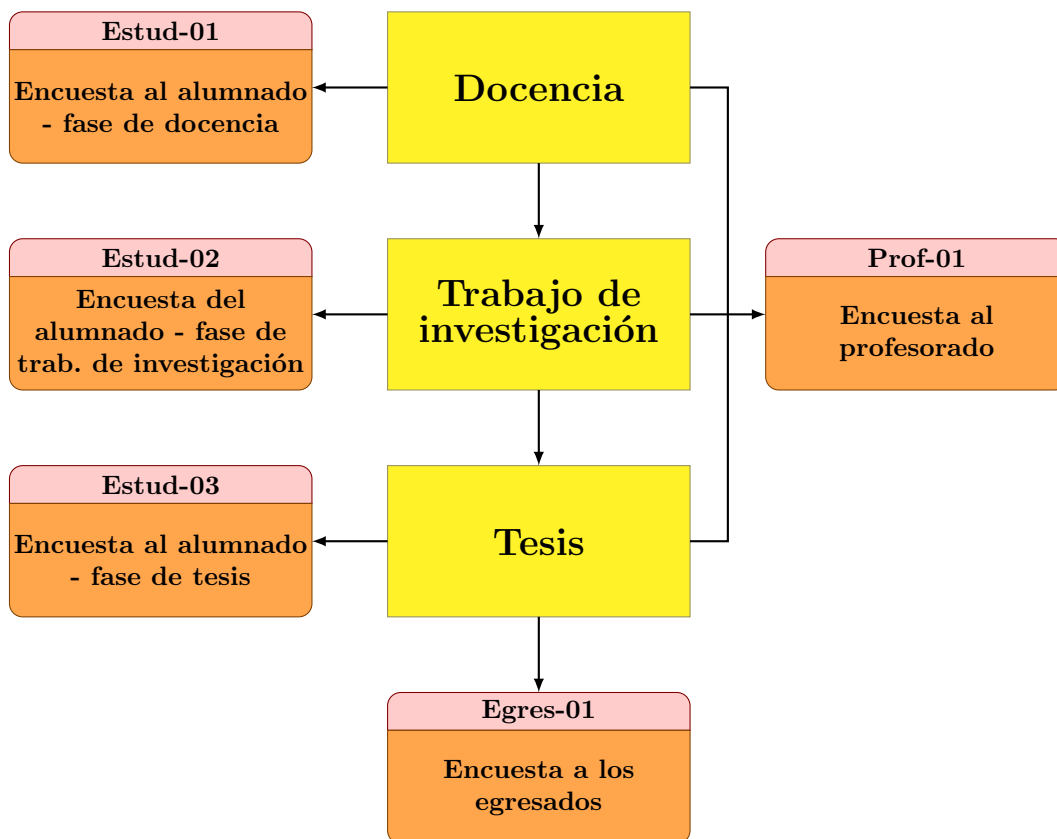 Estud-01
Encuesta al alumnado
- fase de docencia
Docencia
Estud-02
Encuesta del
alumnado - fase de
trab. de investigación
Trabajo de
investigación
Prof-01
Encuesta al
profesorado
Estud-03
Encuesta al alumnado
- fase de tesis
Tesis
Egres-01
Encuesta a los
egresados